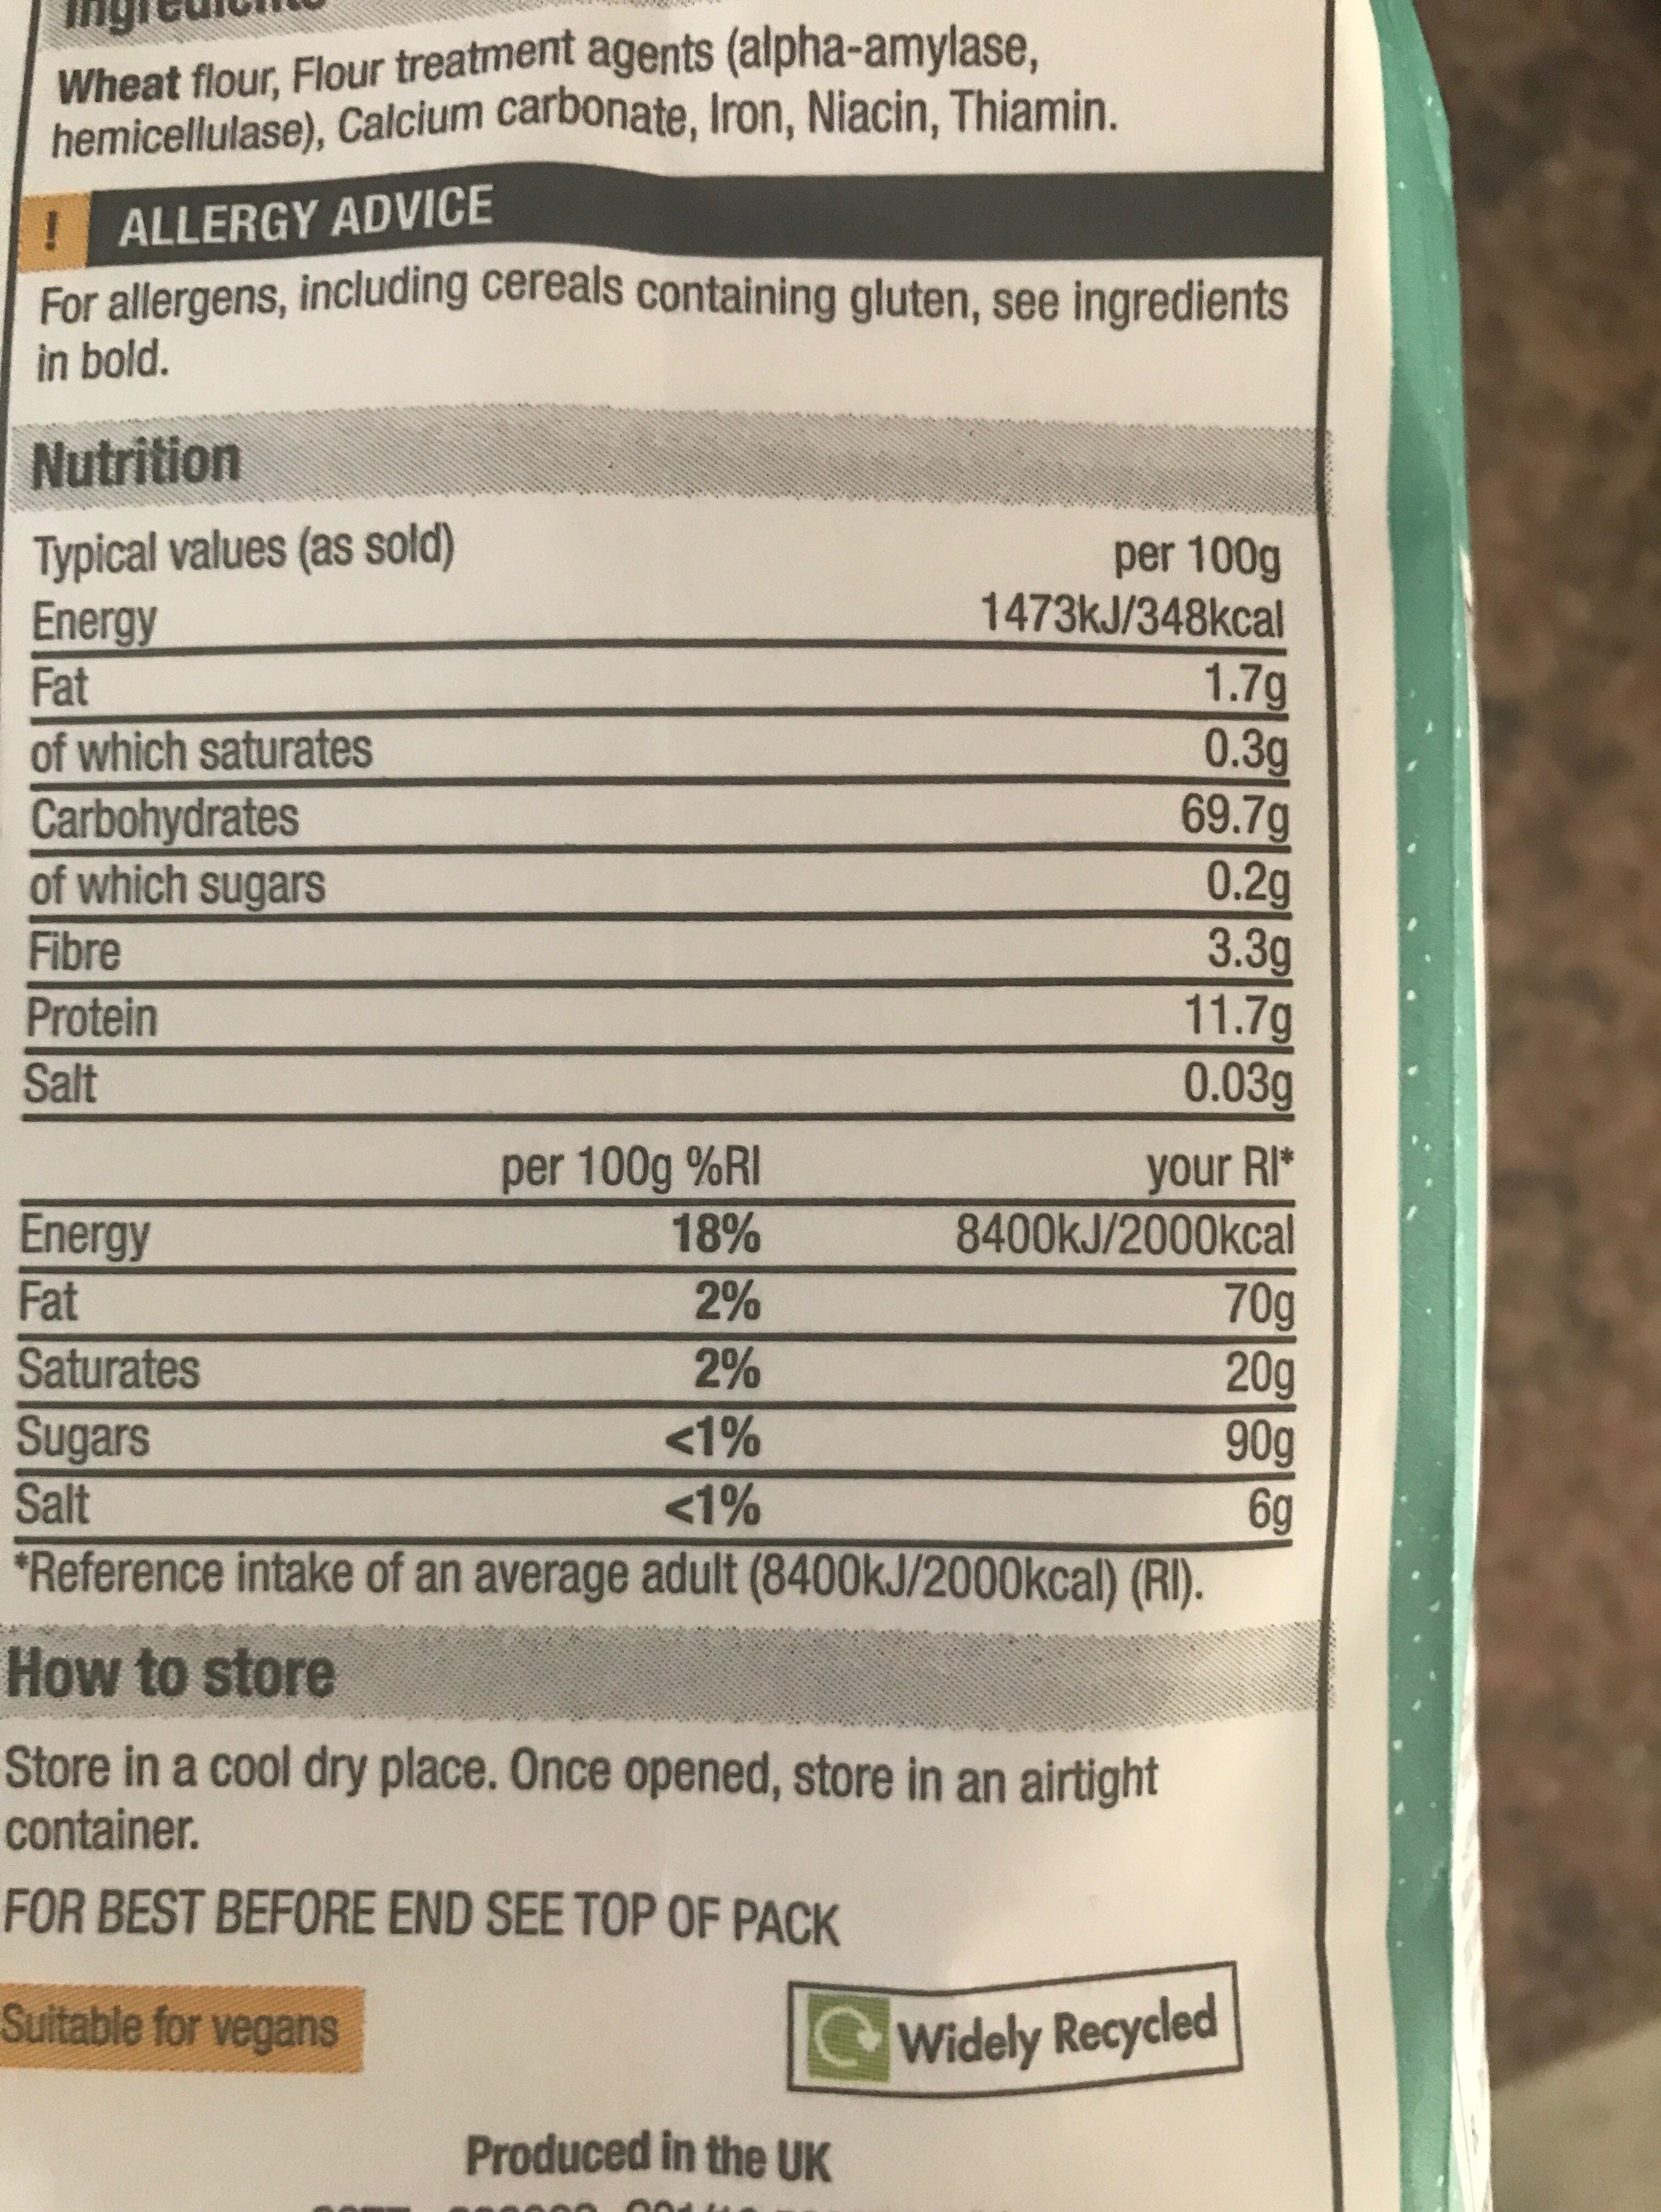 Ingredients
Wheat flour, Flour treatment agents (alpha-amylase,
hemicellulase), Calcium carbonate, Iron, Niacin, Thiamin.
! ALLERGY ADVICE
For allergens, including cereals containing gluten, see ingredients
in bold.
Nutrition
Typical values (as sold) per 100g
Energy 1473kJ/348kcal
Fat 1.7g
of which saturates 0.3g
Carbohydrates 69.7g
of which sugars 0.2g
Fibre 3.3g
Protein 11.7g
Salt 0.03g
per 100g %RI your RI*
Energy 18% 8400kJ/2000kcal
Fat 2% 70g
Saturates 2% 20g
Sugars <1% 90g
Salt <1% 6g
*Reference intake of an average adult (8400kJ/2000kcal) (RI).
How to store
Store in a cool dry place. Once opened, store in an airtight
container.
FOR BEST BEFORE END SEE TOP OF PACK
Suitable for vegans
Widely Recycled
Produced in the UK